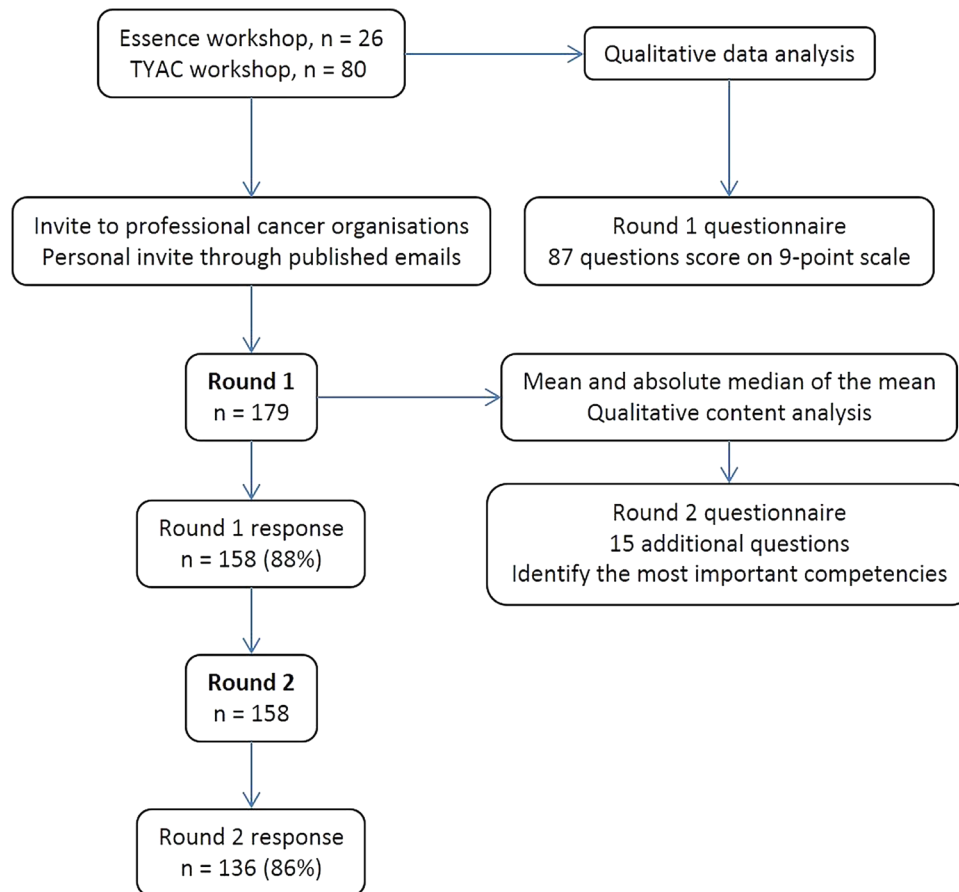 Essence workshop, n = 26
TYAC workshop, n = 80
Qualitative data analysis
Invite to professional cancer organisations
Personal invite through published emails
Round 1 questionnaire
87 questions score on 9-point scale
Round 1
n = 179
Mean and absolute median of the mean
Qualitative content analysis
Round 1 response
n = 158 (88%)
Round 2 questionnaire
15 additional questions
Identify the most important competencies
Round 2
n = 158
Round 2 response
n = 136 (86%)